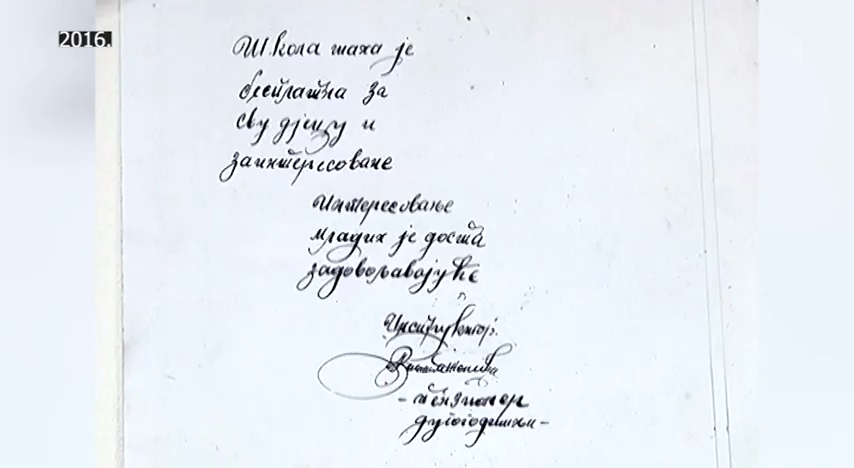 2016.
Школа шаха је
бесплатна за
сву дјецу и
заинтересоване
Интересовање
младих је доста
задовољавајуће
Инструктор:
- пензионер
дугогодишњи -